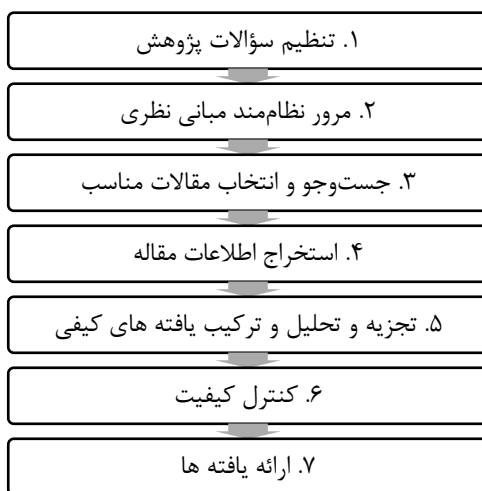 ۱. تنظیم سؤالات پژوهش
۲. مرور نظام‌مند مبانی نظری
۳. جست‌وجو و انتخاب مقالات مناسب
۴. استخراج اطلاعات مقاله
۵. تجزیه و تحلیل و ترکیب یافته های کیفی
۶. کنترل کیفیت
۷. ارائه یافته ها